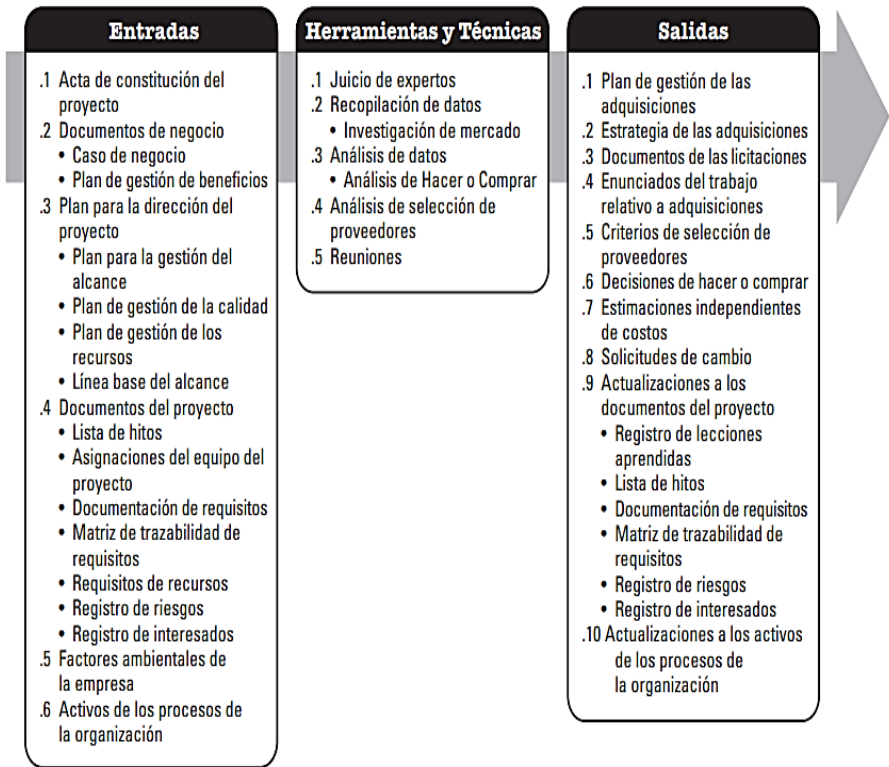 Entradas
.1 Acta de constitución del
proyecto
.2 Documentos de negocio
• Caso de negocio
• Plan de gestión de beneficios
.3 Plan para la dirección del
proyecto
• Plan para la gestión del
alcance
• Plan de gestión de la calidad
• Plan de gestión de los
recursos
• Línea base del alcance
.4 Documentos del proyecto
• Lista de hitos
• Asignaciones del equipo del
proyecto
• Documentación de requisitos
• Matriz de trazabilidad de
requisitos
• Requisitos de recursos
• Registro de riesgos
• Registro de interesados
.5 Factores ambientales de
la empresa
.6 Activos de los procesos de
la organización
Herramientas y Técnicas
.1 Juicio de expertos
.2 Recopilación de datos
• Investigación de mercado
.3 Análisis de datos
• Análisis de Hacer o Comprar
.4 Análisis de selección de
proveedores
.5 Reuniones
Salidas
.1 Plan de gestión de las
adquisiciones
.2 Estrategia de las adquisiciones
.3 Documentos de las licitaciones
.4 Enunciados del trabajo
relativo a adquisiciones
.5 Criterios de selección de
proveedores
.6 Decisiones de hacer o comprar
.7 Estimaciones independientes
de costos
.8 Solicitudes de cambio
.9 Actualizaciones a los
documentos del proyecto
• Registro de lecciones
aprendidas
• Lista de hitos
• Documentación de requisitos
• Matriz de trazabilidad de
requisitos
• Registro de riesgos
• Registro de interesados
.10 Actualizaciones a los activos
de los procesos de
la organización